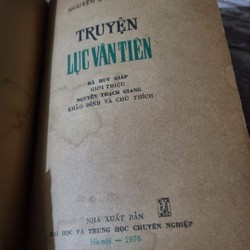 NGUYỄN
TRUYỆN
LỤC VÂN TIÊN
HÀ HUY GIÁP
GIỚI THIỆU
NGUYỄN THẠCH GIANG
KHẢO ĐÍNH VÀ CHÚ THÍCH
NHÀ XUẤT BẢN
ĐẠI HỌC VÀ TRUNG HỌC CHUYÊN NGHIỆP
Hà-nội — 1976